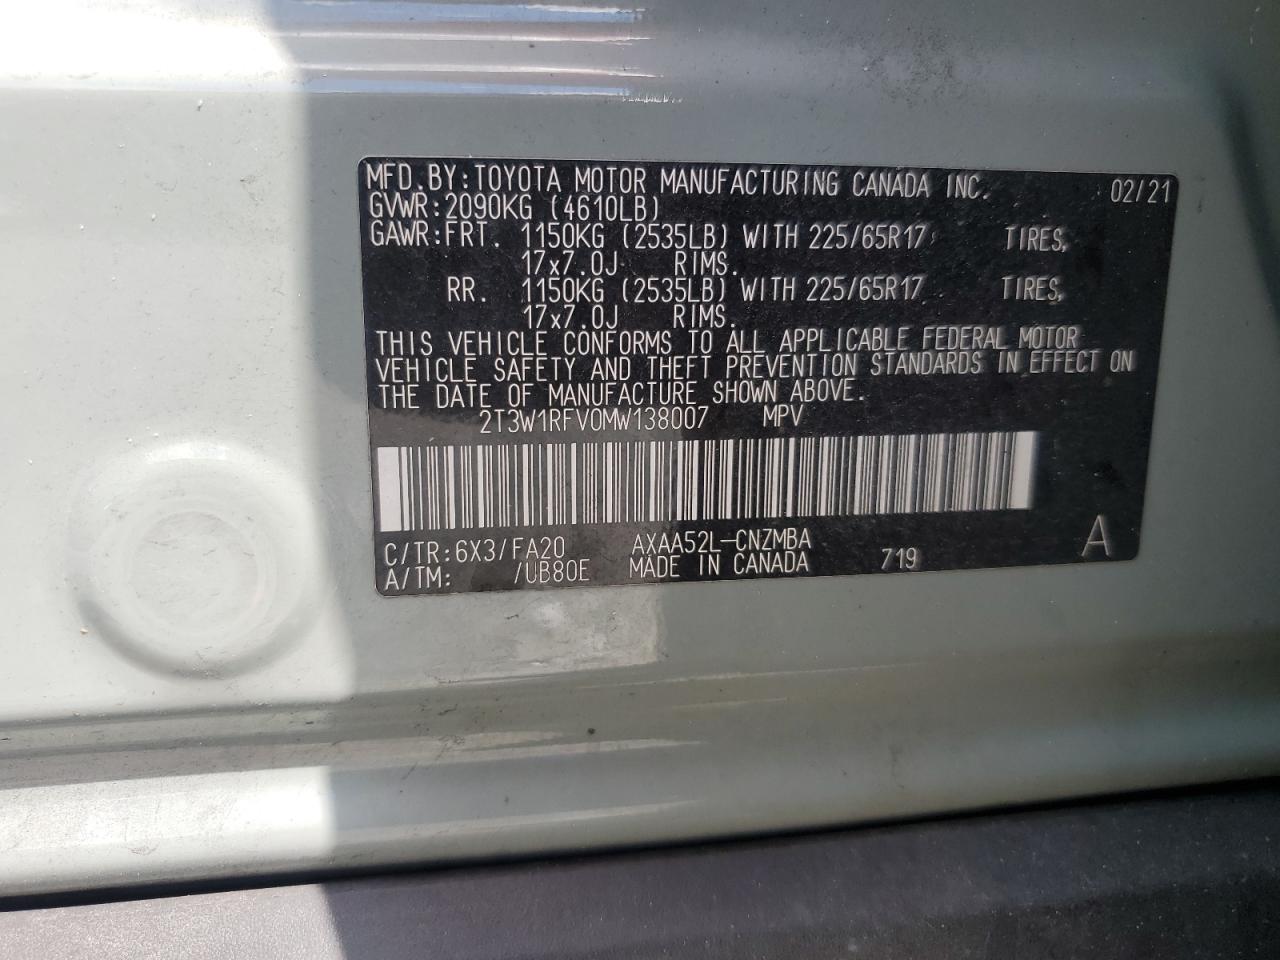 MFD.BY:TOYOTA MOTOR MANUFACTURING CANADA INC. 02/21
GVWR:2090KG (4610LB)
GAWR:FRT. 1150KG (2535LB) WITH 225/65R17 TIRES,
17x7.0J RIMS.
RR. 1150KG (2535LB) WITH 225/65R17 TIRES,
17x7.0J RIMS.
THIS VEHICLE CONFORMS TO ALL APPLICABLE FEDERAL MOTOR
VEHICLE SAFETY AND THEFT PREVENTION STANDARDS IN EFFECT ON
THE DATE OF MANUFACTURE SHOWN ABOVE.
2T3W1RFV0MW138007 MPV
C/TR:6X3/FA20 AXAA52L-CNZMBA
A/TM: /UB80E MADE IN CANADA 719 A